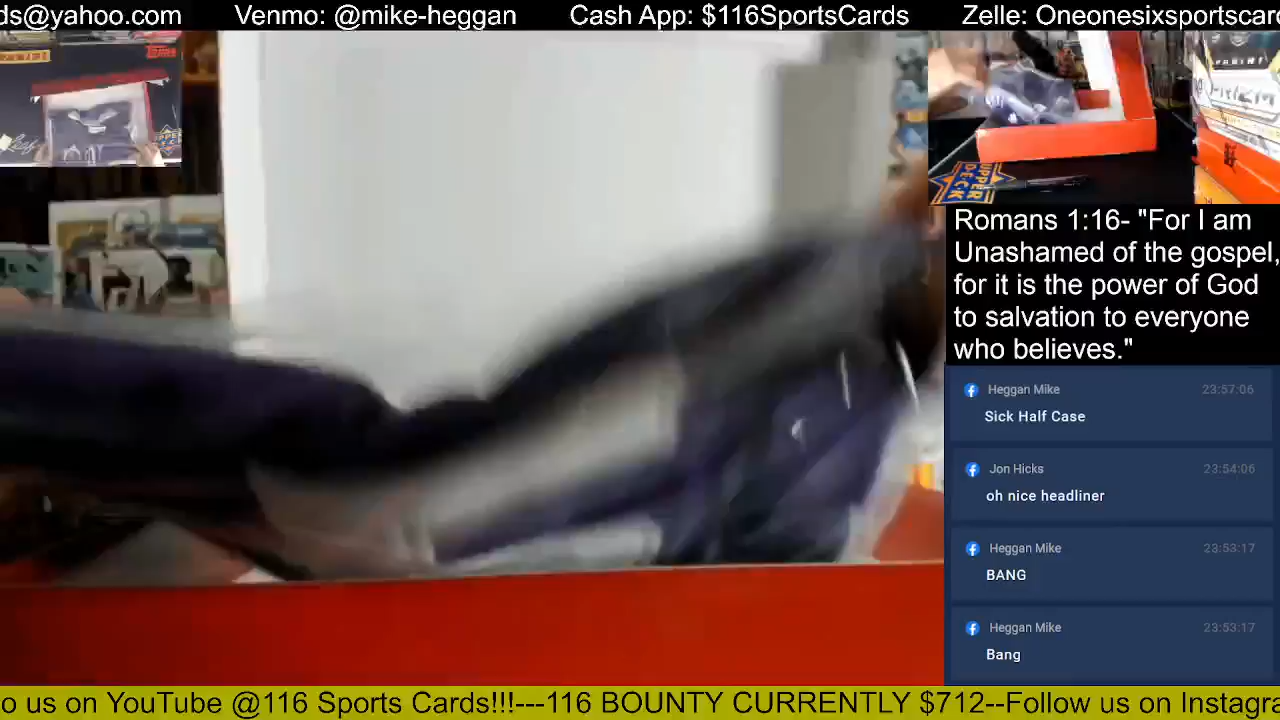 ds@yahoo.com Venmo: @mike-heggan Cash App: $116SportsCards Zelle: Oneonesixsportscard
UPPER
DECK
Romans 1:16- "For I am
Unashamed of the gospel,
for it is the power of God
to salvation to everyone
who believes."
Heggan Mike 23:57:06
Sick Half Case
Jon Hicks 23:54:06
oh nice headliner
Heggan Mike 23:53:17
BANG
Heggan Mike 23:53:17
Bang
o us on YouTube @116 Sports Cards!!!---116 BOUNTY CURRENTLY $712--Follow us on Instagra